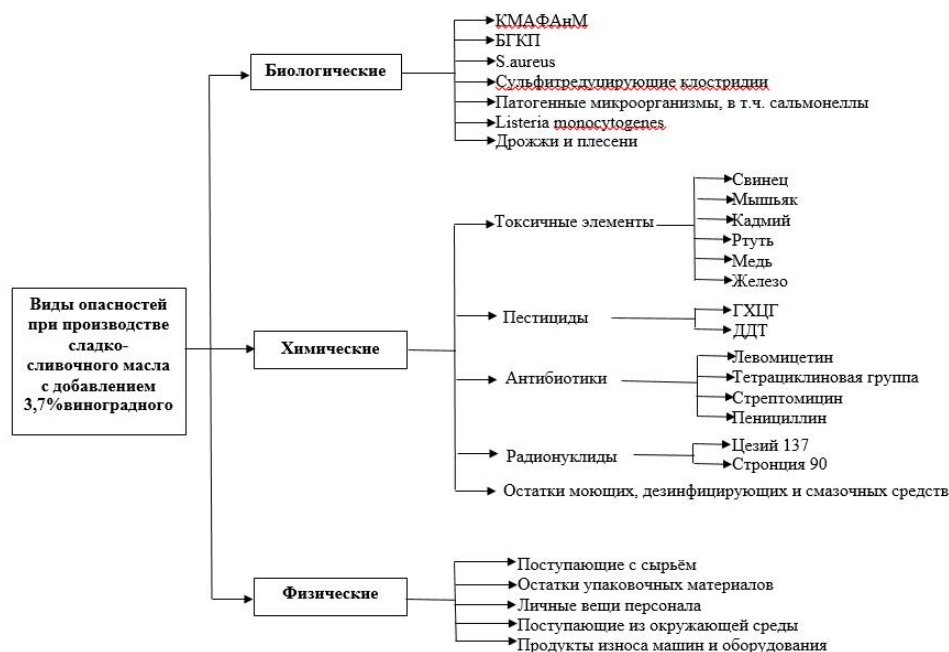 КМАФАнМ
БГКП
S.aureus
Сульфитредуцирующие клостридии
Патогенные микроорганизмы, в т.ч. сальмонеллы
Listeria monocytogenes
Дрожжи и плесени
Биологические
Свинец
Мышьяк
Кадмий
Ртуть
Медь
Железо
Токсичные элементы
Виды опасностей
при производстве
сладко-
сливочного масла
с добавлением
3,7%виноградного
Химические
Пестициды
ГХЦГ
ДДТ
Антибиотики
Левомицетин
Тетрациклиновая группа
Стрептомицин
Пенициллин
Радионуклиды
Цезий 137
Стронция 90
Остатки моющих, дезинфицирующих и смазочных средств
Физические
Поступающие с сырьём
Остатки упаковочных материалов
Личные вещи персонала
Поступающие из окружающей среды
Продукты износа машин и оборудования